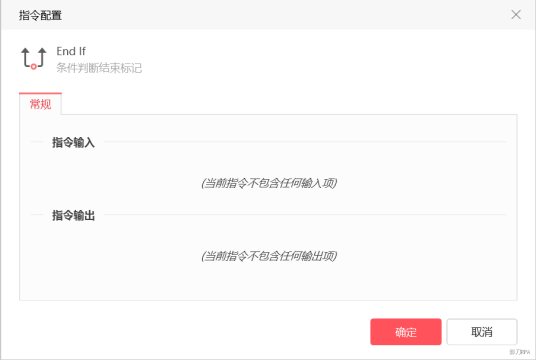 指令配置
End If
条件判断结束标记
常规
指令输入
(当前指令不包含任何输入项)
指令输出
(当前指令不包含任何输出项)
确定
取消
影刀RPA